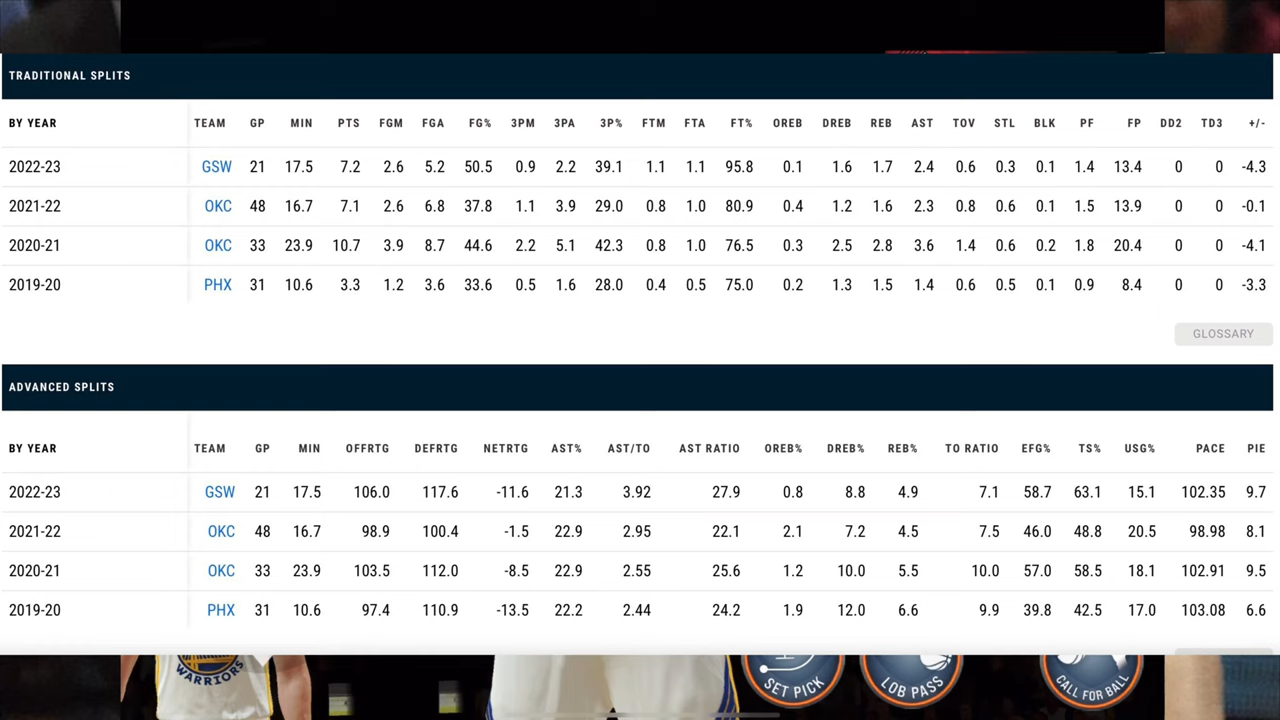 TRADITIONAL SPLITS
BY YEAR TEAM GP MIN PTS FGM FGA FG% 3PM 3PA 3P% FTM FTA FT% OREB DREB REB AST TOV STL BLK PF FP DD2 TD3 +/-
2022-23 GSW 21 17.5 7.2 2.6 5.2 50.5 0.9 2.2 39.1 1.1 1.1 95.8 0.1 1.6 1.7 2.4 0.6 0.3 0.1 1.4 13.4 0 0 -4.3
2021-22 OKC 48 16.7 7.1 2.6 6.8 37.8 1.1 3.9 29.0 0.8 1.0 80.9 0.4 1.2 1.6 2.3 0.8 0.6 0.1 1.5 13.9 0 0 -0.1
2020-21 OKC 33 23.9 10.7 3.9 8.7 44.6 2.2 5.1 42.3 0.8 1.0 76.5 0.3 2.5 2.8 3.6 1.4 0.6 0.2 1.8 20.4 0 0 -4.1
2019-20 PHX 31 10.6 3.3 1.2 3.6 33.6 0.5 1.6 28.0 0.4 0.5 75.0 0.2 1.3 1.5 1.4 0.6 0.5 0.1 0.9 8.4 0 0 -3.3
GLOSSARY
ADVANCED SPLITS
BY YEAR TEAM GP MIN OFFRTG DEFRTG NETRTG AST% AST/TO AST RATIO OREB% DREB% REB% TO RATIO EFG% TS% USG% PACE PIE
2022-23 GSW 21 17.5 106.0 117.6 -11.6 21.3 3.92 27.9 0.8 8.8 4.9 7.1 58.7 63.1 15.1 102.35 9.7
2021-22 OKC 48 16.7 98.9 100.4 -1.5 22.9 2.95 22.1 2.1 7.2 4.5 7.5 46.0 48.8 20.5 98.98 8.1
2020-21 OKC 33 23.9 103.5 112.0 -8.5 22.9 2.55 25.6 1.2 10.0 5.5 10.0 57.0 58.5 18.1 102.91 9.5
2019-20 PHX 31 10.6 97.4 110.9 -13.5 22.2 2.44 24.2 1.9 12.0 6.6 9.9 39.8 42.5 17.0 103.08 6.6
WARRIORS
SET PICK
LOB PASS
CALL FOR BALL